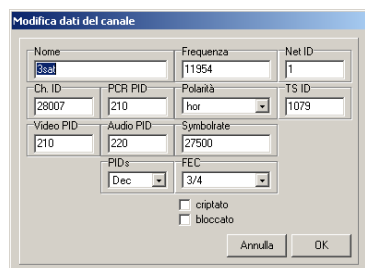 Modifica dati del canale
Nome Frequenza Net ID
3sat 11954 1
Ch. ID PCR PID Polarità TS ID
28007 210 hor 1079
Video PID Audio PID Symbolrate
210 220 27500
PIDs FEC
Dec 3/4
criptato
bloccato
Annulla OK